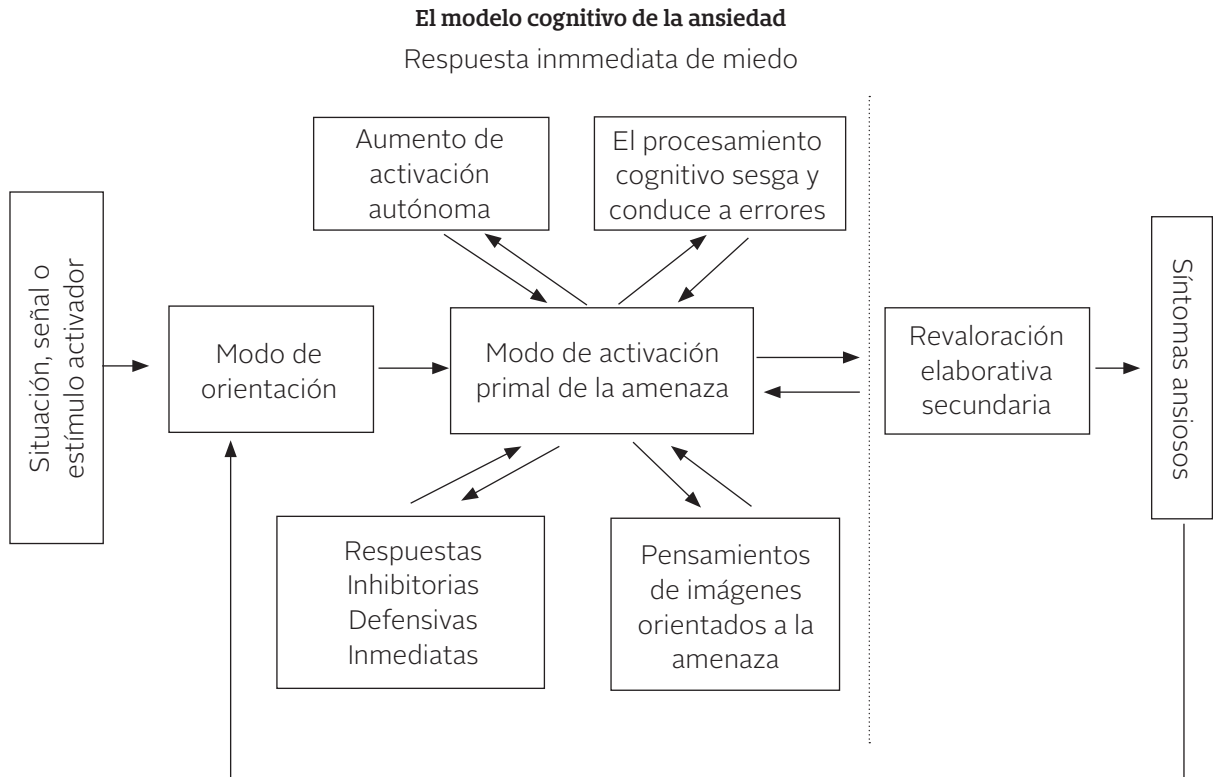 El modelo cognitivo de la ansiedad
Respuesta inmmediata de miedo
Aumento de
activación
autónoma
El procesamiento
cognitivo sesga y
conduce a errores
Situación, señal o
estímulo activador
Modo de
orientación
Modo de activación
primal de la amenaza
Revaloración
elaborativa
secundaria
Síntomas ansiosos
Respuestas
Inhibitorias
Defensivas
Inmediatas
Pensamientos
de imágenes
orientados a la
amenaza